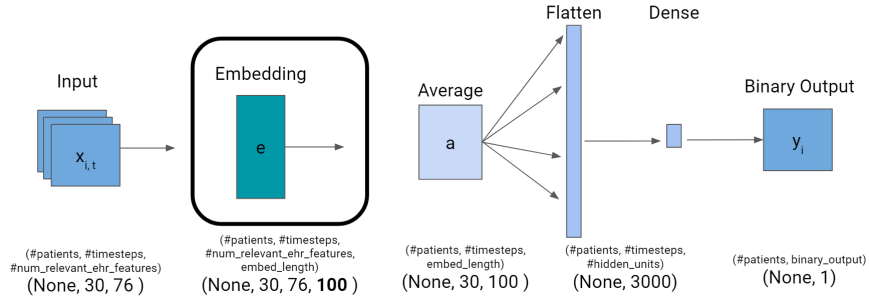 Flatten
Dense
Input
Embedding
Average
Binary Output
x i, t
e
a
y i
(#patients, #timesteps,
#num_relevant_ehr_features)
(None, 30, 76 )
(#patients, #timesteps,
#num_relevant_ehr_features,
embed_length)
(None, 30, 76, 100 )
(#patients, #timesteps,
embed_length)
(None, 30, 100 )
(#patients, #timesteps,
#hidden_units)
(None, 3000)
(#patients, binary_output)
(None, 1)